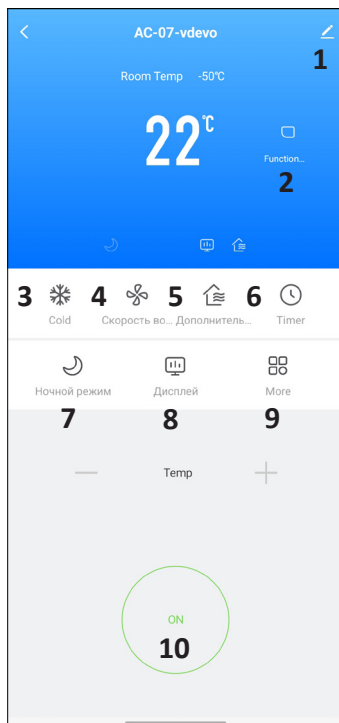 AC-07-vdevo
1
Room Temp -50℃
22℃
Function...
2
3 4 5 6
Cold Скорость во... Дополнитель... Timer
Ночной режим Дисплей More
7 8 9
Temp
ON
10